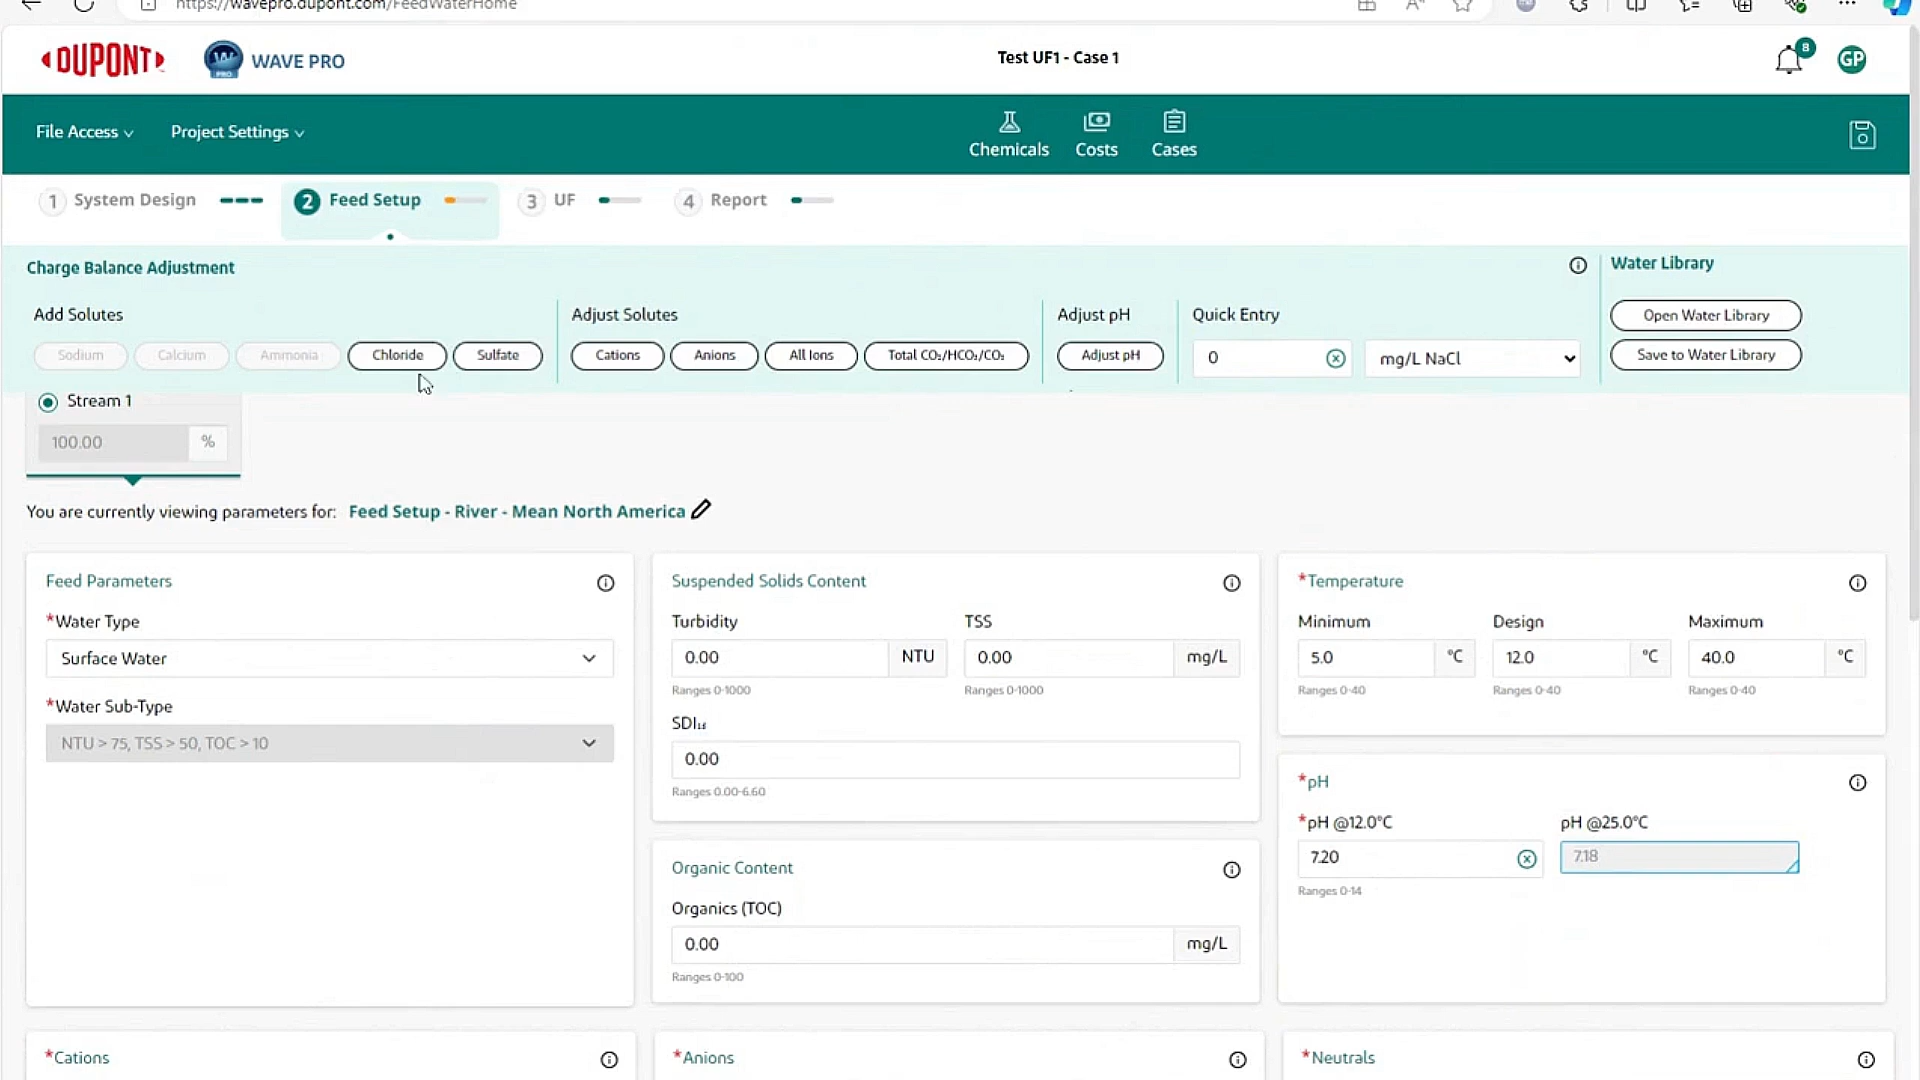 https://wavepro.dupont.com/FeedWaterHome
DUPONT
W
PRO
WAVE PRO
Test UF1 - Case 1
8
GP
File Access
Project Settings
Chemicals
Costs
Cases
1 System Design
2 Feed Setup
3 UF
4 Report
Charge Balance Adjustment
Water Library
Add Solutes
Adjust Solutes
Adjust pH
Quick Entry
Open Water Library
Sodium
Calcium
Ammonia
Chloride
Sulfate
Cations
Anions
All Ions
Total CO₂/HCO₃/CO₃
Adjust pH
0
mg/L NaCl
Save to Water Library
Stream 1
100.00 %
You are currently viewing parameters for: Feed Setup - River - Mean North America
Feed Parameters
*Water Type
Surface Water
*Water Sub-Type
NTU > 75, TSS > 50, TOC > 10
Suspended Solids Content
Turbidity
TSS
0.00 NTU
0.00 mg/L
Ranges 0-1000
Ranges 0-1000
SDI₁₅
0.00
Ranges 0.00-6.60
Organic Content
Organics (TOC)
0.00 mg/L
Ranges 0-100
*Temperature
Minimum
Design
Maximum
5.0 °C
12.0 °C
40.0 °C
Ranges 0-40
Ranges 0-40
Ranges 0-40
*pH
*pH @12.0°C
pH @25.0°C
7.20
7.18
Ranges 0-14
*Cations
*Anions
*Neutrals